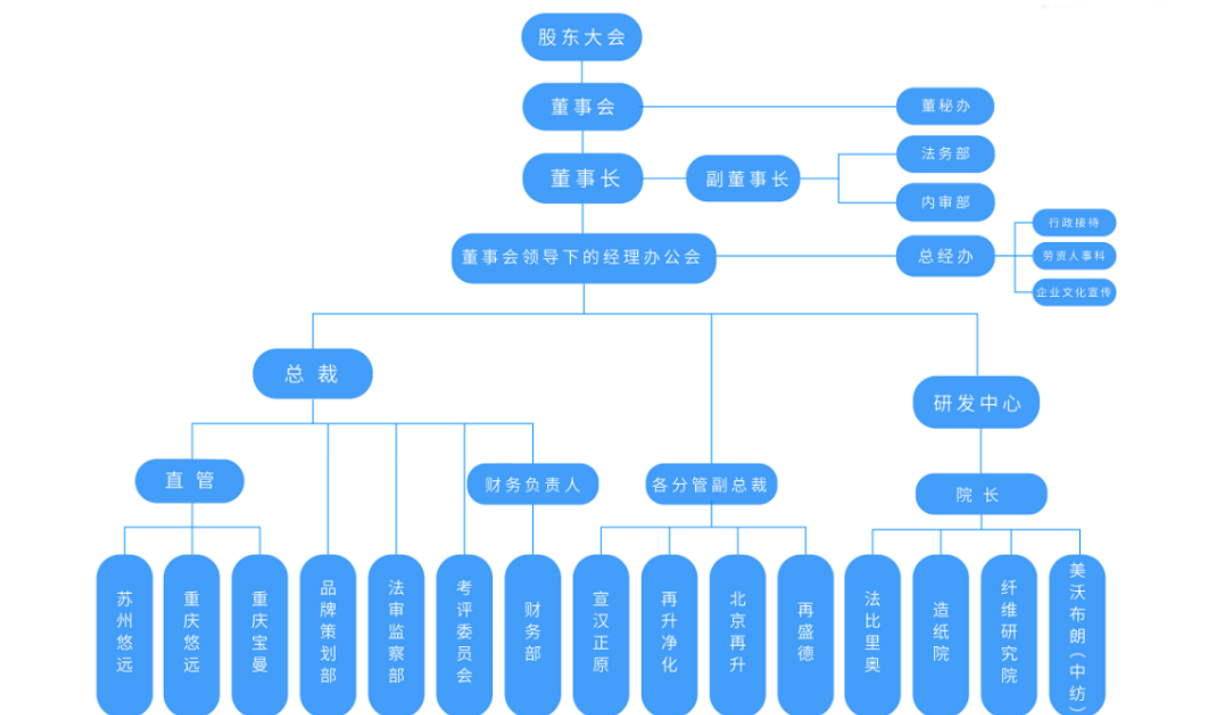 股东大会
董事会
董秘办
法务部
董事长
副董事长
内审部
行政接待
董事会领导下的经理办公会
总经办
劳资人事科
企业文化宣传
总 裁
研发中心
直 管
财务负责人
各分管副总裁
院 长
苏州悠远
重庆悠远
重庆宝曼
品牌策划部
法审监察部
考评委员会
财务部
宣汉正原
再升净化
北京再升
再盛德
法比里奥
造纸院
纤维研究院
美沃布朗(中纺)